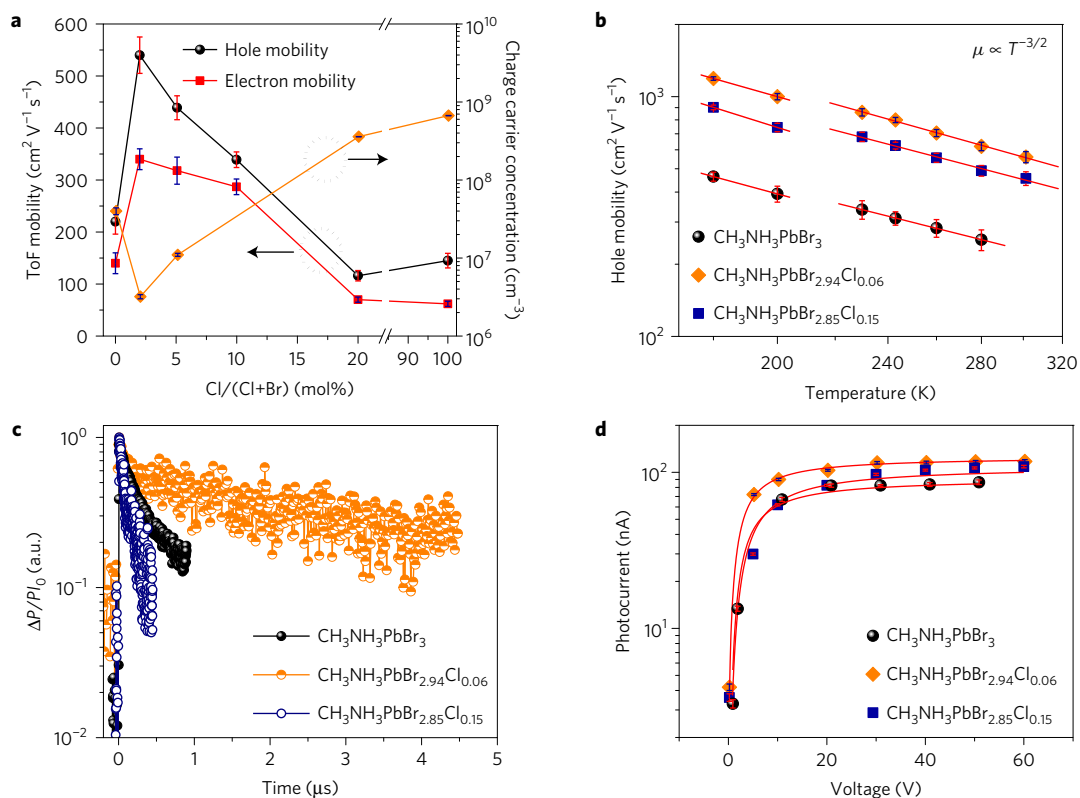 a
ToF mobility (cm² V⁻¹ s⁻¹)
600
500
400
350
300
250
200
150
100
50
0
Hole mobility
Electron mobility
10¹⁰
10⁹
10⁸
10⁷
10⁶
Charge carrier concentration (cm⁻³)
0 5 10 15 20 90 100
Cl/(Cl+Br) (mol%)
b
Hole mobility (cm² V⁻¹ s⁻¹)
μ ∝ T⁻³/²
10³
10²
CH₃NH₃PbBr₃
CH₃NH₃PbBr₂.₉₄Cl₀.₀₆
CH₃NH₃PbBr₂.₈₅Cl₀.₁₅
200 240 280 320
Temperature (K)
c
ΔP/PI₀ (a.u.)
10⁰
10⁻¹
10⁻²
CH₃NH₃PbBr₃
CH₃NH₃PbBr₂.₉₄Cl₀.₀₆
CH₃NH₃PbBr₂.₈₅Cl₀.₁₅
0 1 2 3 4 5
Time (μs)
d
Photocurrent (nA)
10²
10¹
CH₃NH₃PbBr₃
CH₃NH₃PbBr₂.₉₄Cl₀.₀₆
CH₃NH₃PbBr₂.₈₅Cl₀.₁₅
0 20 40 60
Voltage (V)